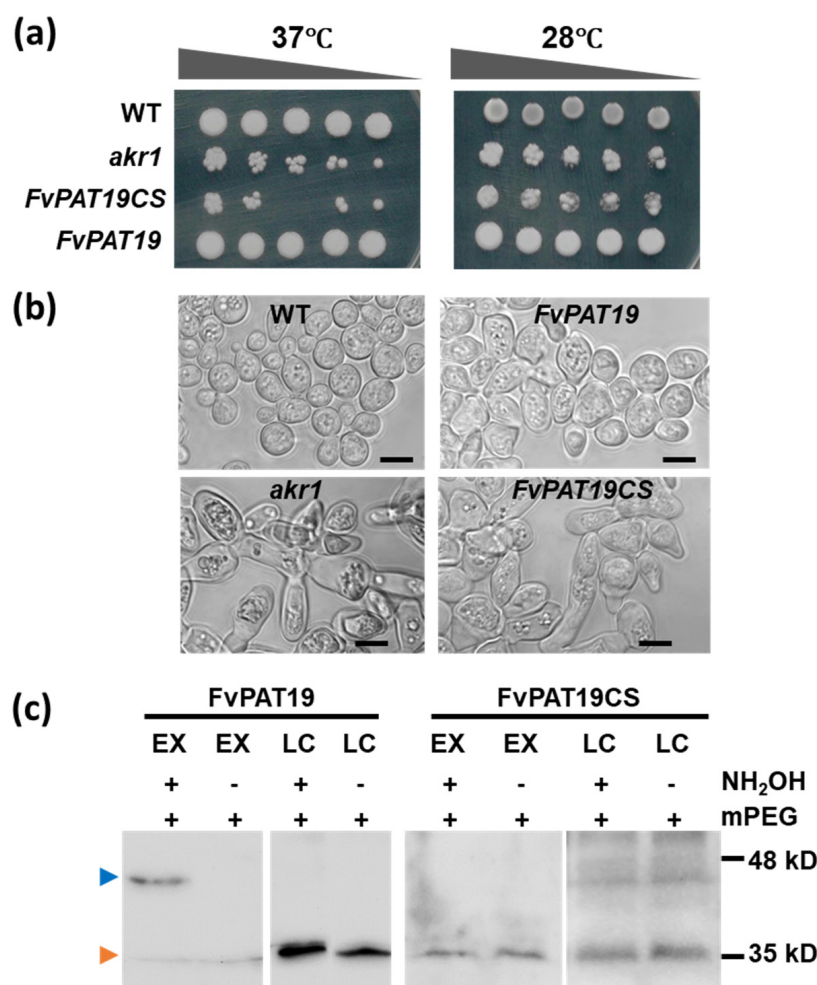 (a)
37℃ 28℃
WT
akr1
FvPAT19CS
FvPAT19
(b)
WT FvPAT19
akr1 FvPAT19CS
(c)
FvPAT19 FvPAT19CS
EX EX LC LC EX EX LC LC
+ - + - + - + - NH₂OH
+ + + + + + + + mPEG
48 kD
35 kD